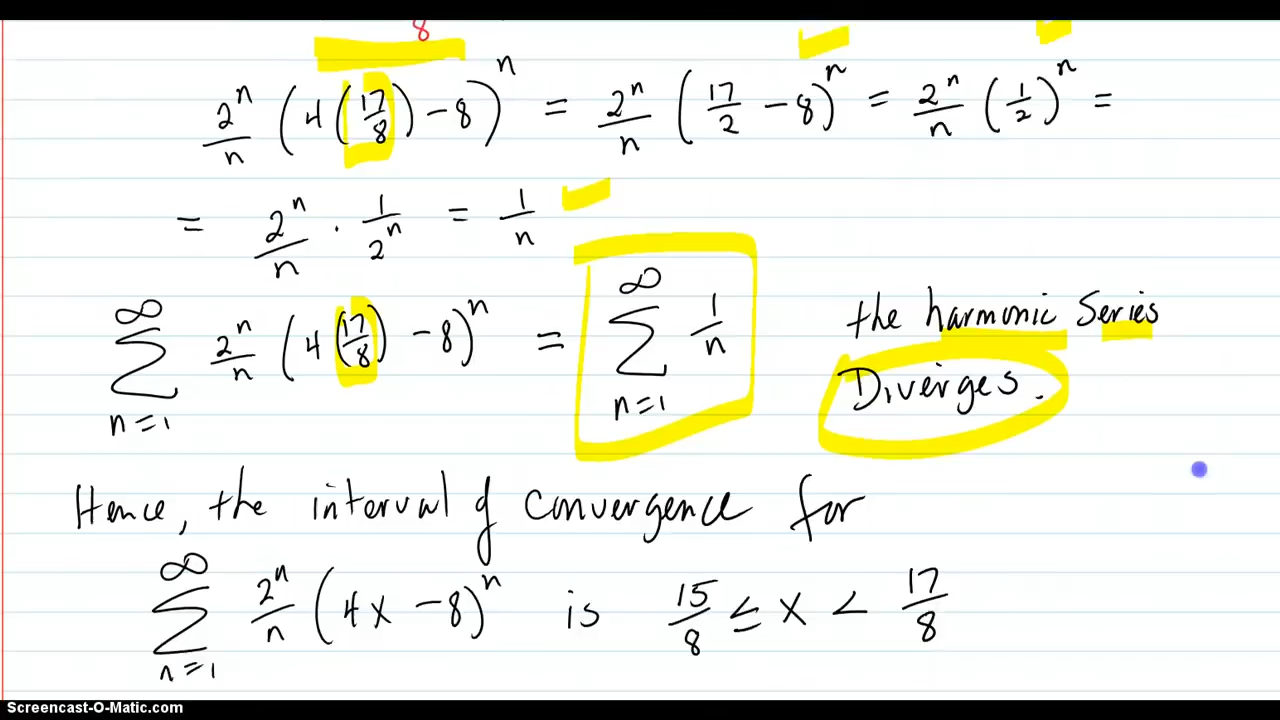 8
2^n/n (4(17/8) - 8)^n = 2^n/n (17/2 - 8)^n = 2^n/n (1/2)^n =
= 2^n/n · 1/2^n = 1/n
∞∑n=1 2^n/n (4(17/8) - 8)^n = ∞∑n=1 1/n the harmonic Series
Diverges.
Hence, the interval of convergence for
∞∑n=1 2^n/n (4x - 8)^n is 15/8 ≤ x < 17/8
Screencast-O-Matic.com